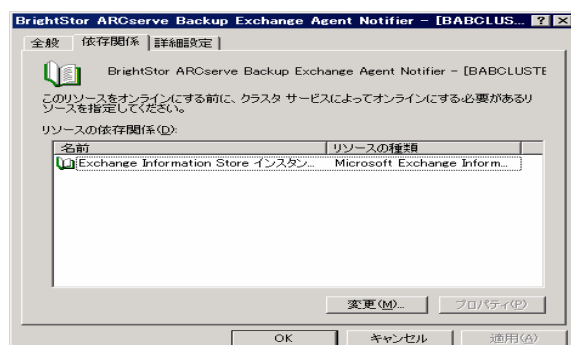 BrightStor ARCserve Backup Exchange Agent Notifier - [BABCLUS...
全般 依存関係 詳細設定
BrightStor ARCserve Backup Exchange Agent Notifier - [BABCLUSTE
このリソースをオンラインにする前に、クラスタ サービスによってオンラインにする必要があるリ
ソースを指定してください。
リソースの依存関係(D):
名前 リソースの種類
Exchange Information Store インスタン... Microsoft Exchange Inform...
変更(M)... プロパティ(P)
OK キャンセル 適用(A)